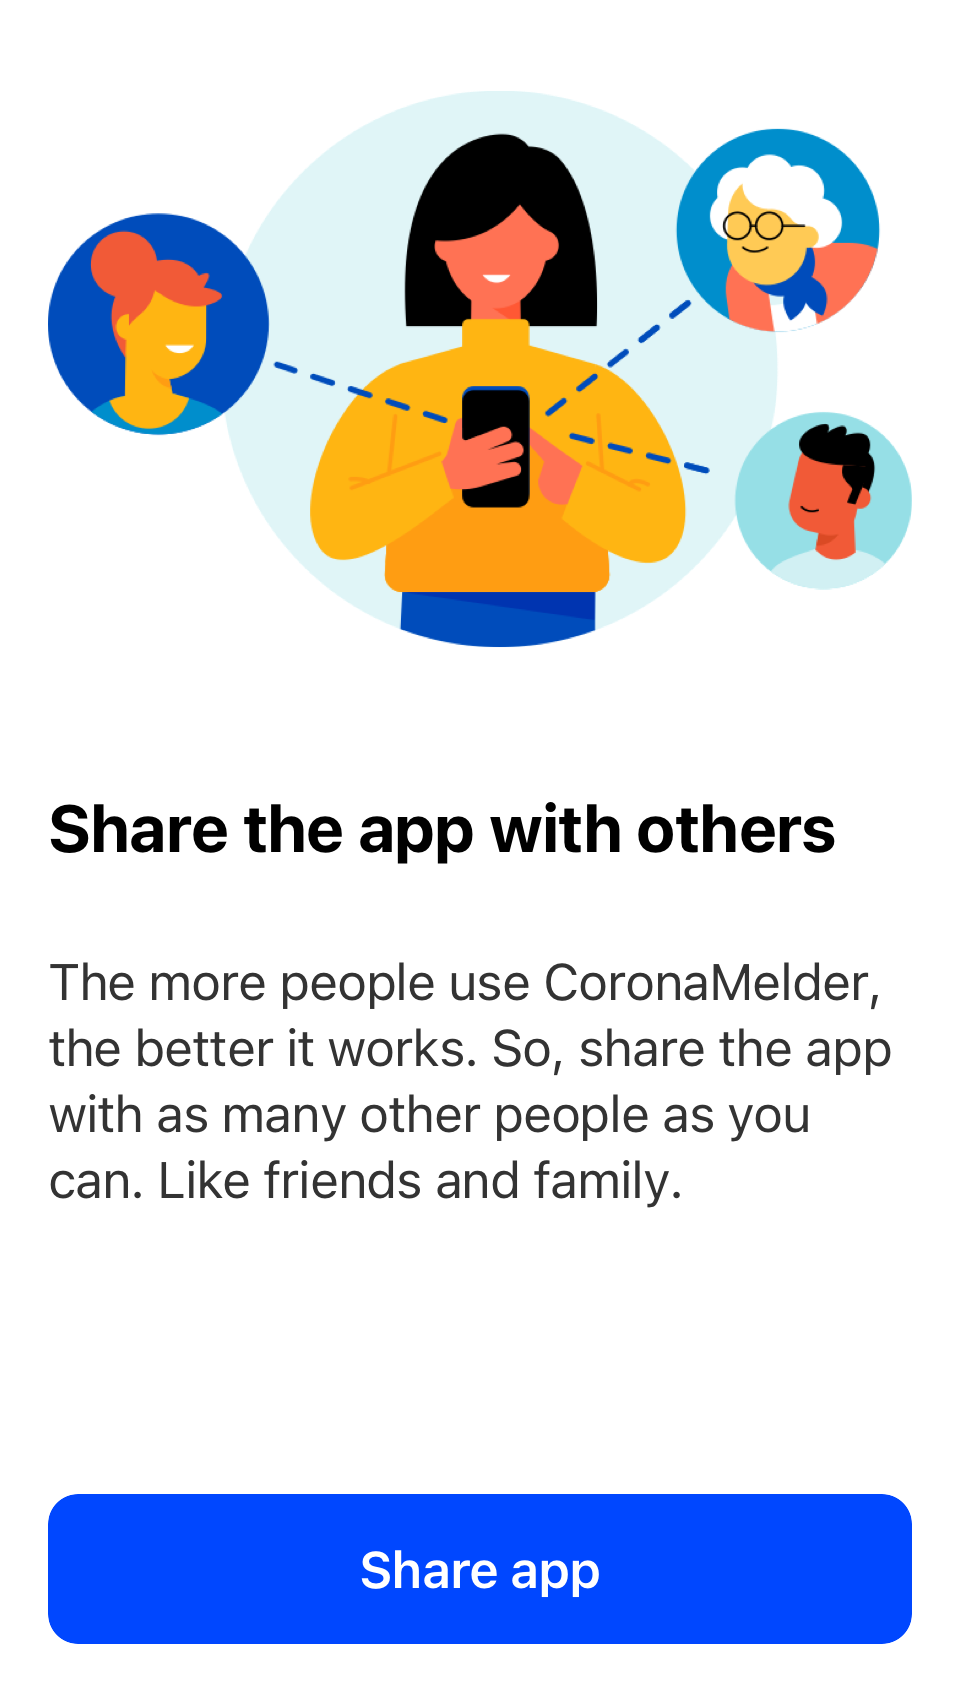 Share the app with others
The more people use CoronaMelder,
the better it works. So, share the app
with as many other people as you
can. Like friends and family.
Share app